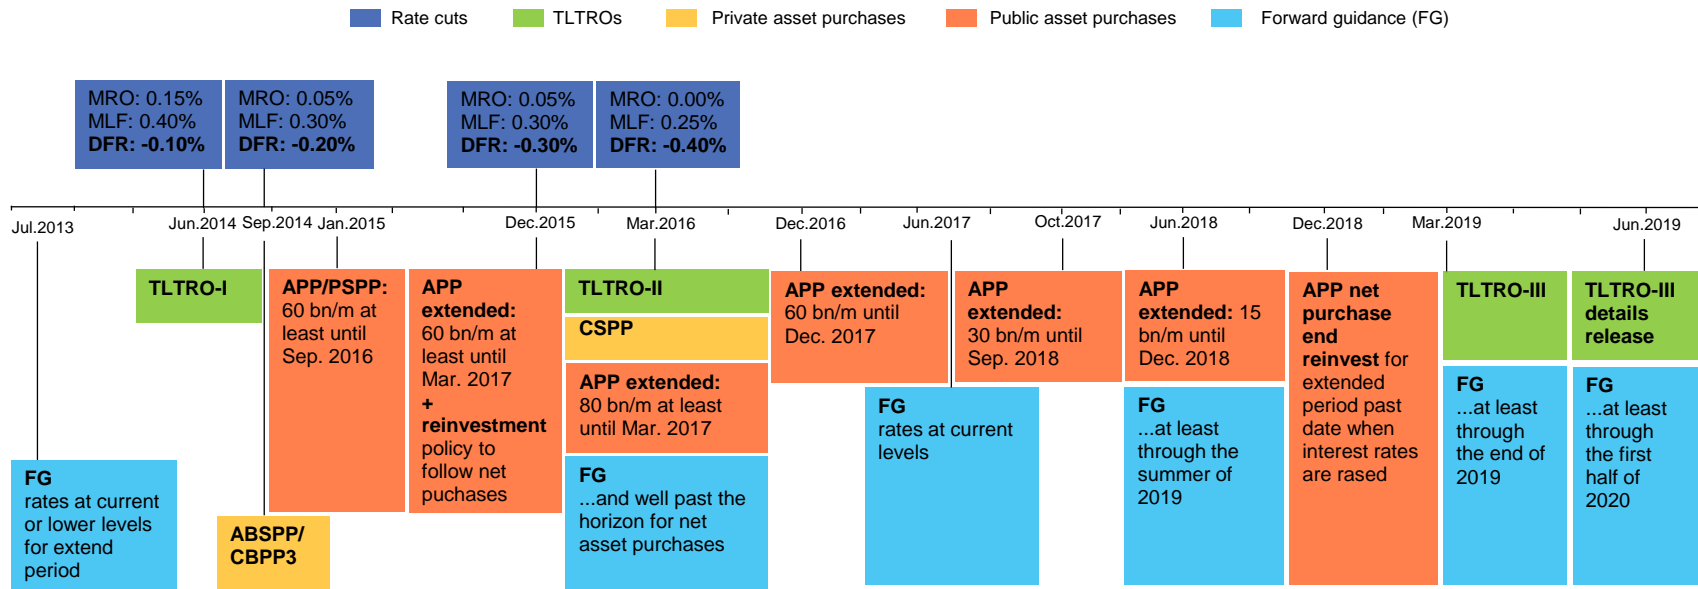 Rate cuts
TLTROs
Private asset purchases
Public asset purchases
Forward guidance (FG)
MRO: 0.15%
MLF: 0.40%
DFR: -0.10%
MRO: 0.05%
MLF: 0.30%
DFR: -0.20%
MRO: 0.05%
MLF: 0.30%
DFR: -0.30%
MRO: 0.00%
MLF: 0.25%
DFR: -0.40%
Jul.2013
Jun.2014
Sep.2014
Jan.2015
Dec.2015
Mar.2016
Dec.2016
Jun.2017
Oct.2017
Jun.2018
Dec.2018
Mar.2019
Jun.2019
FG
rates at current
or lower levels
for extend
period
TLTRO-I
ABSPP/
CBPP3
APP/PSPP:
60 bn/m at
least until
Sep. 2016
APP
extended:
60 bn/m at
least until
Mar. 2017
+
reinvestment
policy to
follow net
puchases
TLTRO-II
CSPP
APP extended:
80 bn/m at least
until Mar. 2017
FG
...and well past the
horizon for net
asset purchases
APP extended:
60 bn/m until
Dec. 2017
FG
rates at current
levels
APP
extended:
30 bn/m until
Sep. 2018
APP
extended: 15
bn/m until
Dec. 2018
FG
...at least
through the
summer of
2019
APP net
purchase
end
reinvest for
extended
period past
date when
interest rates
are rased
TLTRO-III
FG
...at least
through
the end of
2019
TLTRO-III
details
release
FG
...at least
through
the first
half of
2020